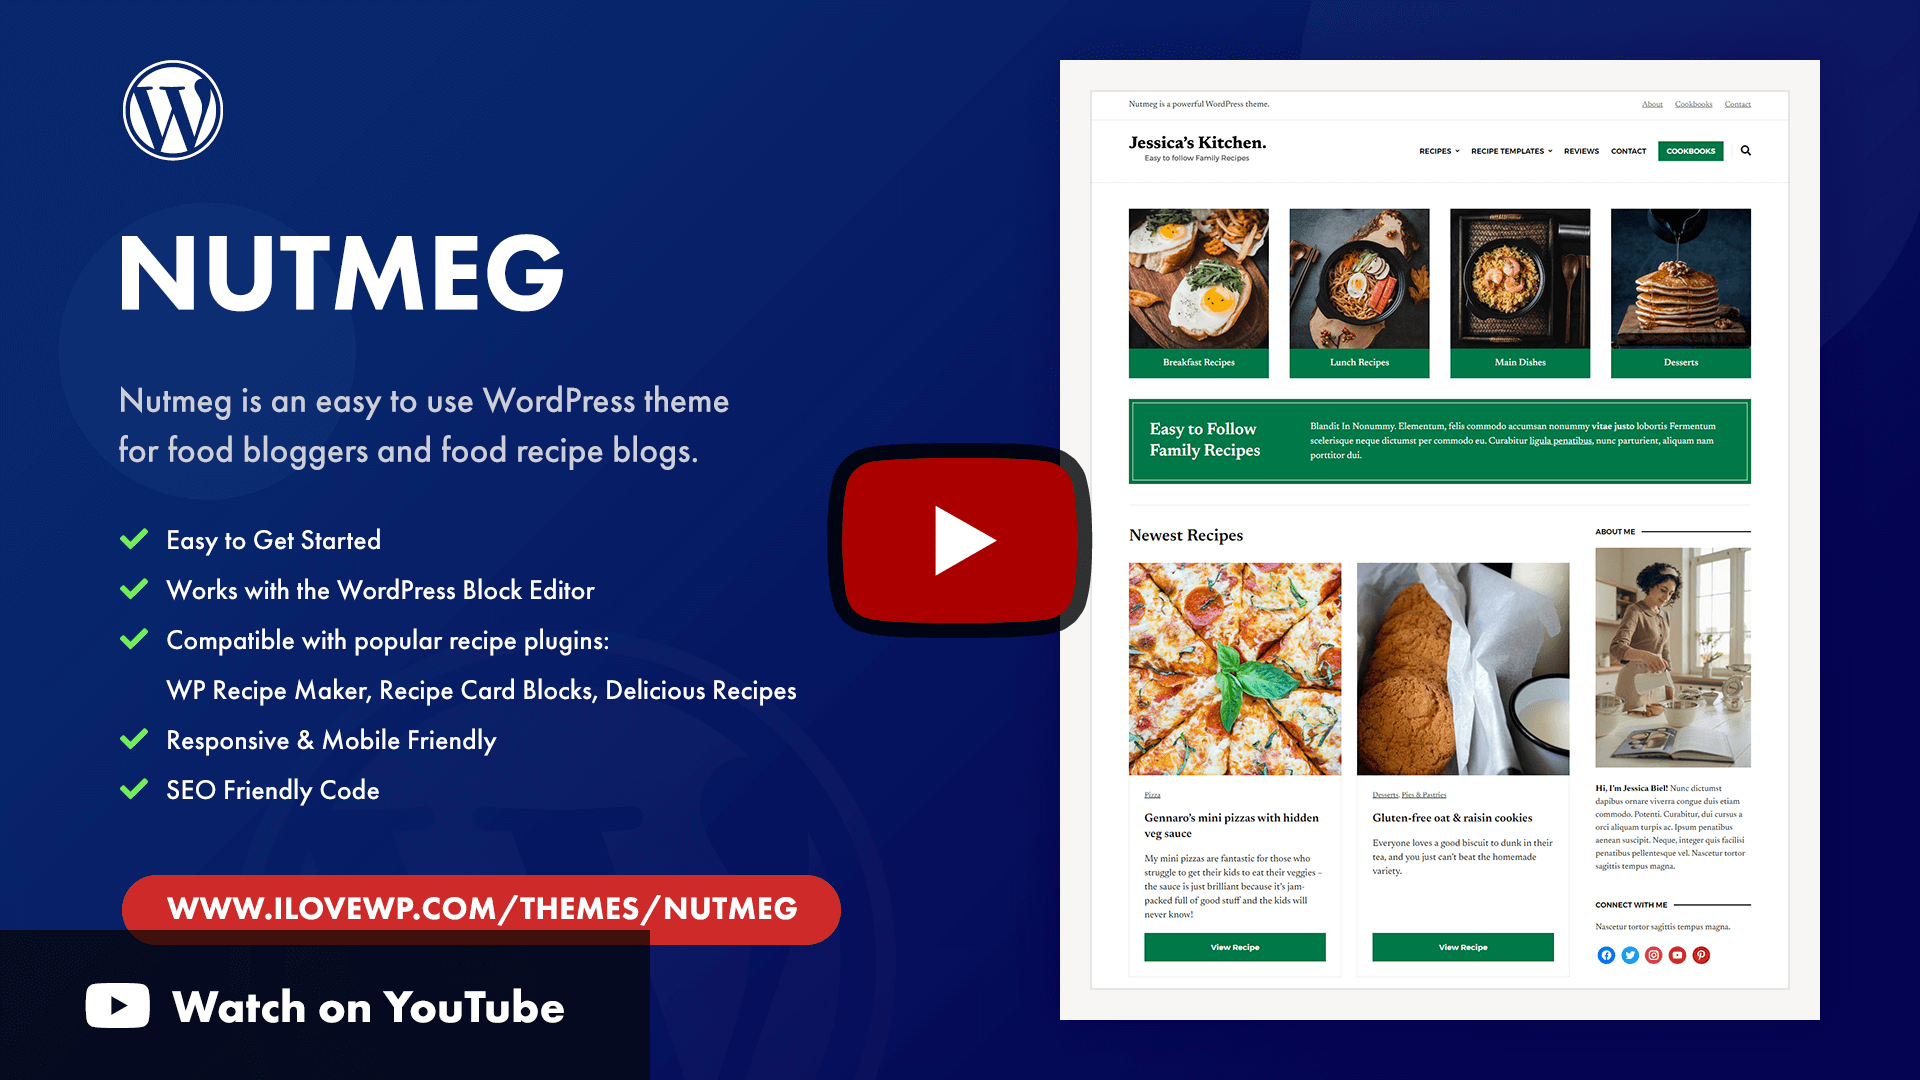 NUTMEG
Nutmeg is an easy to use WordPress theme
for food bloggers and food recipe blogs.
Easy to Get Started
Works with the WordPress Block Editor
Compatible with popular recipe plugins:
WP Recipe Maker, Recipe Card Blocks, Delicious Recipes
Responsive & Mobile Friendly
SEO Friendly Code
WWW.ILOVEWP.COM/THEMES/NUTMEG
Watch on YouTube
Nutmeg is a powerful WordPress theme.
About Cookbooks Contact
Jessica's Kitchen.
Easy to follow Family Recipes
RECIPES RECIPE TEMPLATES REVIEWS CONTACT COOKBOOKS
Breakfast Recipes
Lunch Recipes
Main Dishes
Desserts
Easy to Follow
Family Recipes
Blandit In Nonummy. Elementum, felis commodo accumsan nonummy vitae justo lobortis Fermentum
scelerisque neque dictumst per commodo eu. Curabitur ligula penatibus, nunc parturient, aliquam nam
porttitor dui.
Newest Recipes
Pizza
Gennaro's mini pizzas with hidden
veg sauce
My mini pizzas are fantastic for those who
struggle to get their kids to eat their veggies –
the sauce is just brilliant because it's jam-
packed full of good stuff and the kids will
never know!
View Recipe
Desserts, Pies & Pastries
Gluten-free oat & raisin cookies
Everyone loves a good biscuit to dunk in their
tea, and you just can't beat the homemade
variety.
View Recipe
ABOUT ME
Hi, I'm Jessica Biel! Nunc dictumst
dapibus ornare viverra congue duis etiam
commodo. Potenti. Curabitur, dui cursus a
orci aliquam turpis ac. Ipsum penatibus
aenean suscipit. Neque, integer quis facilisi
penatibus pellentesque vel. Nascetur tortor
sagittis tempus magna.
CONNECT WITH ME
Nascetur tortor sagittis tempus magna.